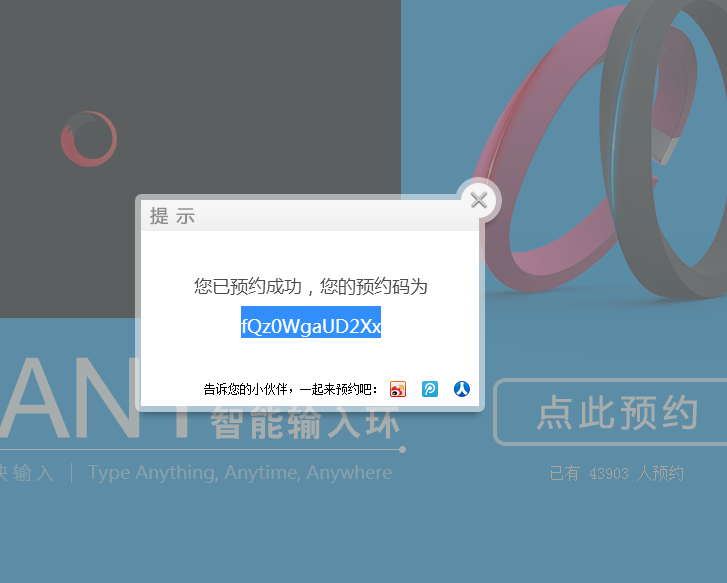 提示
您已预约成功，您的预约码为
fQz0WgaUD2Xx
告诉您的小伙伴，一起来预约吧：
ANT
智能输入环
输入 | Type Anything, Anytime, Anywhere
点此预约
已有 43903 人预约